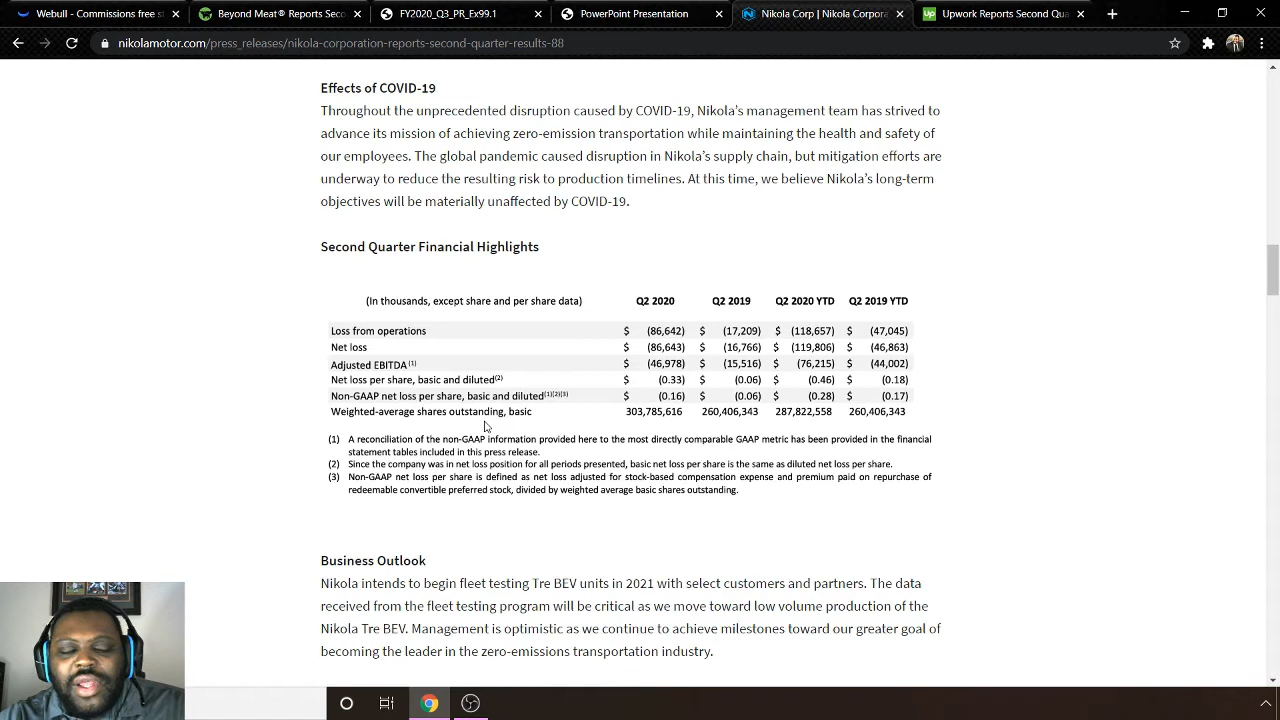 Webull - Commissions free s
Beyond Meat® Reports Seco
FY2020_Q3_PR_Ex99.1
PowerPoint Presentation
Nikola Corp | Nikola Corpora
Upwork Reports Second Qua
nikolamotor.com/press_releases/nikola-corporation-reports-second-quarter-results-88
Effects of COVID-19
Throughout the unprecedented disruption caused by COVID-19, Nikola's management team has strived to
advance its mission of achieving zero-emission transportation while maintaining the health and safety of
our employees. The global pandemic caused disruption in Nikola's supply chain, but mitigation efforts are
underway to reduce the resulting risk to production timelines. At this time, we believe Nikola's long-term
objectives will be materially unaffected by COVID-19.
Second Quarter Financial Highlights
(In thousands, except share and per share data) Q2 2020 Q2 2019 Q2 2020 YTD Q2 2019 YTD
Loss from operations $ (86,642) $ (17,209) $ (118,657) $ (47,045)
Net loss $ (86,643) $ (16,766) $ (119,806) $ (46,863)
Adjusted EBITDA (1) $ (46,978) $ (15,516) $ (76,215) $ (44,002)
Net loss per share, basic and diluted(2) $ (0.33) $ (0.06) $ (0.46) $ (0.18)
Non-GAAP net loss per share, basic and diluted(1)(2)(3) $ (0.16) $ (0.06) $ (0.28) $ (0.17)
Weighted-average shares outstanding, basic 303,785,616 260,406,343 287,822,558 260,406,343
(1) A reconciliation of the non-GAAP information provided here to the most directly comparable GAAP metric has been provided in the financial
statement tables included in this press release.
(2) Since the company was in net loss position for all periods presented, basic net loss per share is the same as diluted net loss per share.
(3) Non-GAAP net loss per share is defined as net loss adjusted for stock-based compensation expense and premium paid on repurchase of
redeemable convertible preferred stock, divided by weighted average basic shares outstanding.
Business Outlook
Nikola intends to begin fleet testing Tre BEV units in 2021 with select customers and partners. The data
received from the fleet testing program will be critical as we move toward low volume production of the
Nikola Tre BEV. Management is optimistic as we continue to achieve milestones toward our greater goal of
becoming the leader in the zero-emissions transportation industry.